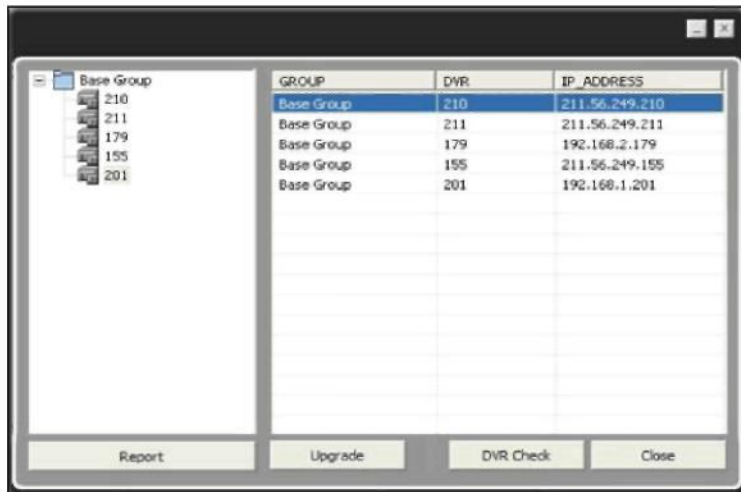 Base Group
210
211
179
155
201
GROUP DVR IP_ADDRESS
Base Group 210 211.56.249.210
Base Group 211 211.56.249.211
Base Group 179 192.168.2.179
Base Group 155 211.56.249.155
Base Group 201 192.168.1.201
Report Upgrade DVR Check Close